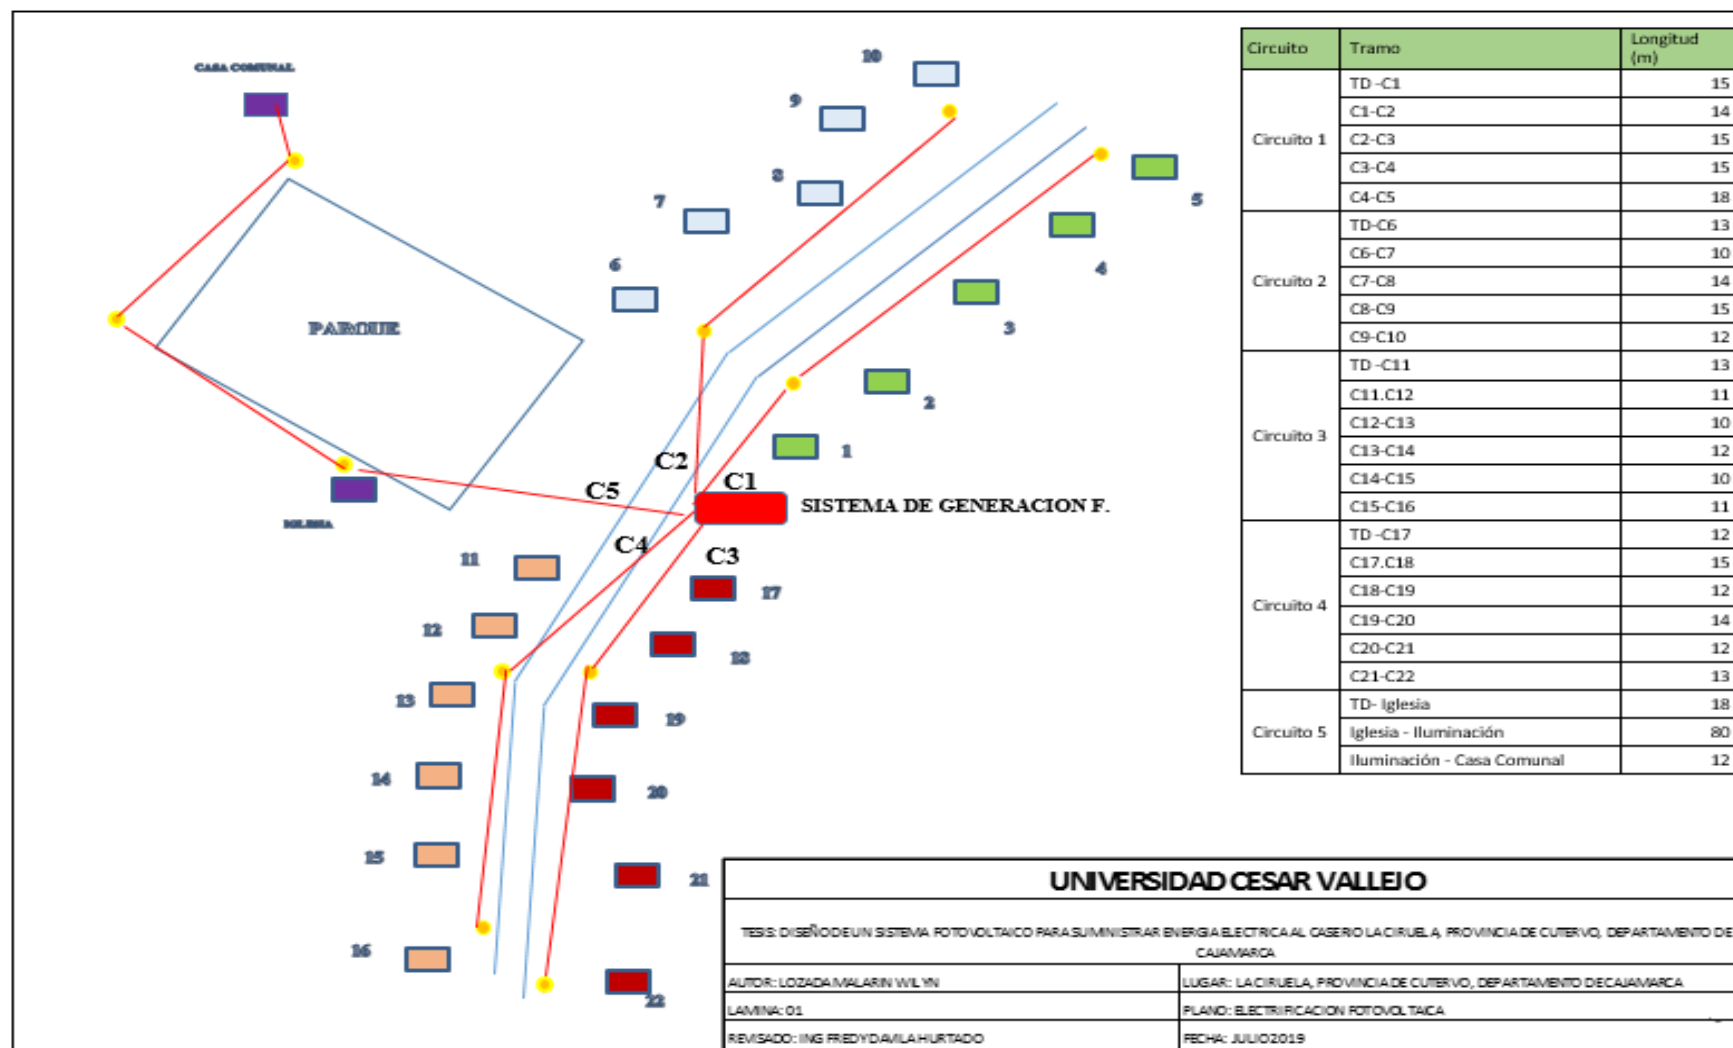 CASA COMUNAL
10
9
8
7
6
5
4
3
2
1
PARQUE
C2
C1
C5
SISTEMA DE GENERACION F.
IGLESIA
C4
C3
11
17
12
18
13
19
14
20
15
21
16
22
Circuito Tramo Longitud (m)
Circuito 1
TD -C1 15
C1-C2 14
C2-C3 15
C3-C4 15
C4-C5 18
Circuito 2
TD-C6 13
C6-C7 10
C7-C8 14
C8-C9 15
C9-C10 12
Circuito 3
TD -C11 13
C11.C12 11
C12-C13 10
C13-C14 12
C14-C15 10
C15-C16 11
Circuito 4
TD -C17 12
C17.C18 15
C18-C19 12
C19-C20 14
C20-C21 12
C21-C22 13
Circuito 5
TD- Iglesia 18
Iglesia - Iluminación 80
Iluminación - Casa Comunal 12
UNIVERSIDAD CESAR VALLEJO
TESIS: DISEÑO DE UN SISTEMA FOTOVOLTAICO PARA SUMINISTRAR ENERGIA ELECTRICA AL CASERIO LA CIRUELA, PROVINCIA DE CUTERVO, DEPARTAMENTO DE
CAJAMARCA
AUTOR: LOZADA MALARIN WILYN
LUGAR: LA CIRUELA, PROVINCIA DE CUTERVO, DEPARTAMENTO DE CAJAMARCA
LAMINA: 01
PLANO: ELECTRIFICACION FOTOVOLTAICA
REVISADO: ING FREDY DAVILA HURTADO
FECHA: JULIO 2019